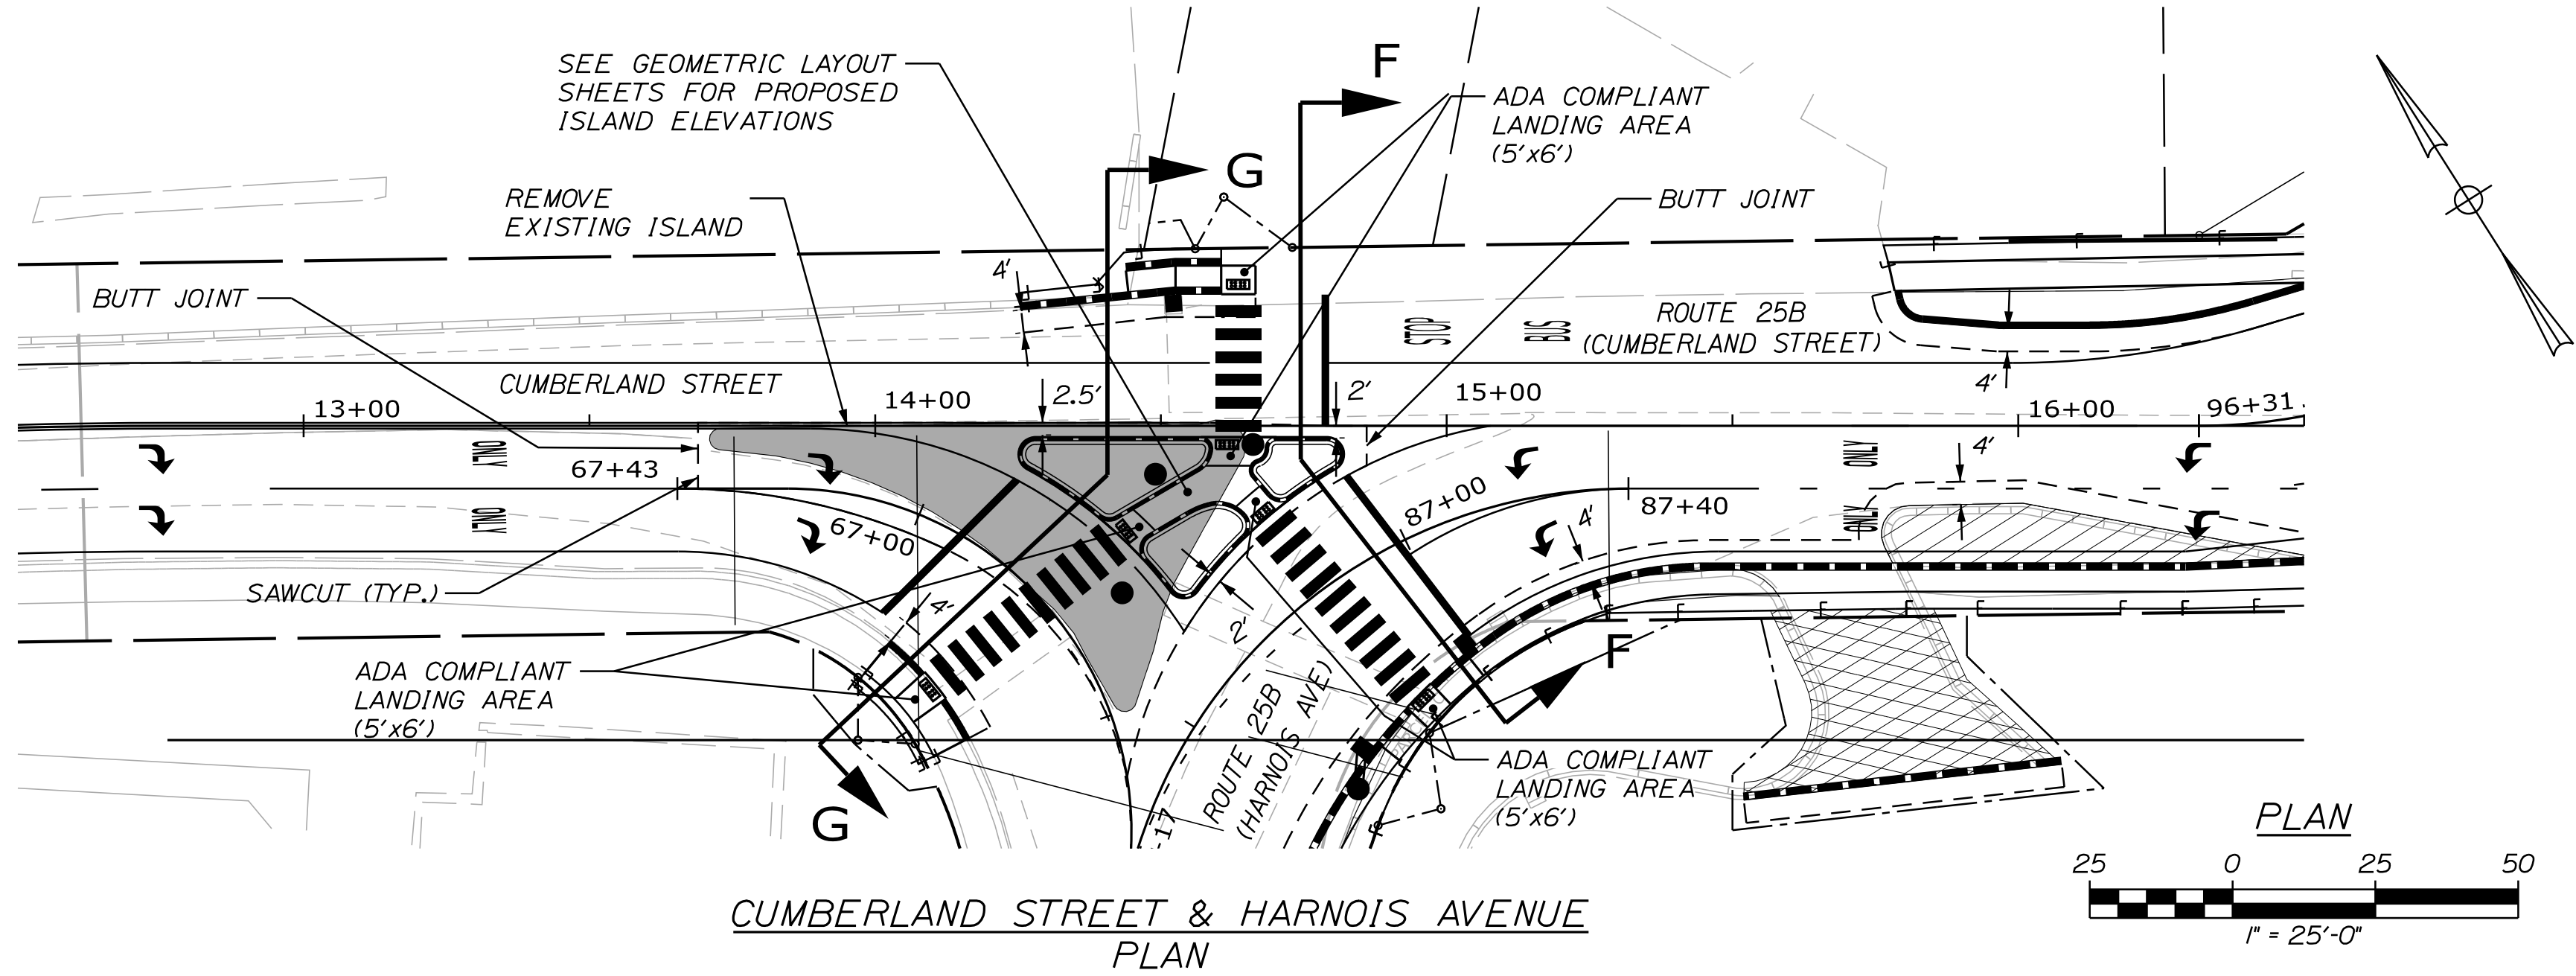 SEE GEOMETRIC LAYOUT
SHEETS FOR PROPOSED
ISLAND ELEVATIONS
F
ADA COMPLIANT
LANDING AREA
(5'x6')
G
REMOVE
EXISTING ISLAND
BUTT JOINT
BUTT JOINT
4'
STOP
BUS
ROUTE 25B
(CUMBERLAND STREET)
CUMBERLAND STREET
4'
13+00
14+00
2.5'
2'
15+00
16+00
96+31
ONLY
67+43
ONLY
4'
ONLY
67+00
87+00
4'
87+40
ONLY
SAWCUT (TYP.)
4'
2'
F
ADA COMPLIANT
LANDING AREA
(5'x6')
ROUTE 25B
(HARNOIS AVE)
ADA COMPLIANT
LANDING AREA
(5'x6')
G
17
PLAN
25 0 25 50
1" = 25'-0"
CUMBERLAND STREET & HARNOIS AVENUE
PLAN